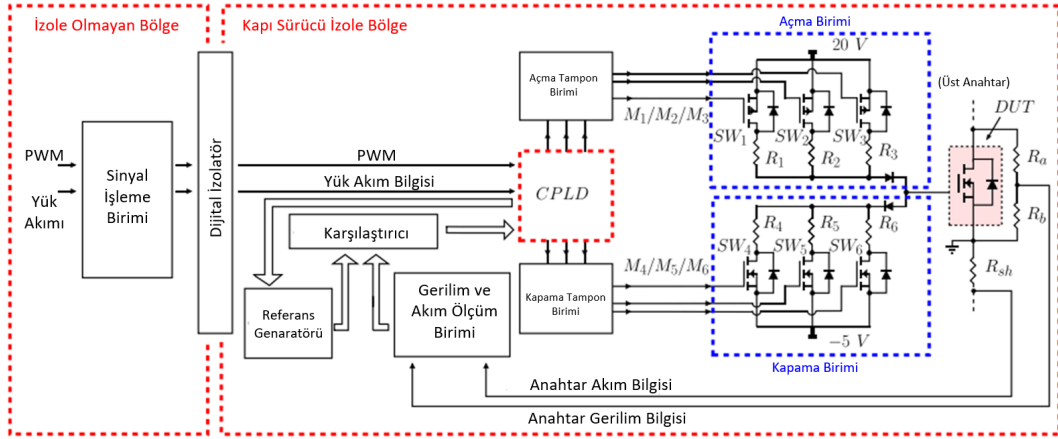 İzole Olmayan Bölge
Kapı Sürücü İzole Bölge
PWM
Yük
Akımı
Sinyal
İşleme
Birimi
Dijital İzolatör
PWM
Yük Akım Bilgisi
Karşılaştırıcı
Referans
Genaratörü
Gerilim ve
Akım Ölçüm
Birimi
Açma Tampon
Birimi
CPLD
Kapama Tampon
Birimi
M1/M2/M3
M4/M5/M6
Açma Birimi
20 V
SW1
SW2
SW3
R1
R2
R3
R4
R5
R6
SW4
SW5
SW6
−5 V
Kapama Birimi
(Üst Anahtar)
DUT
Ra
Rb
Rsh
Anahtar Akım Bilgisi
Anahtar Gerilim Bilgisi